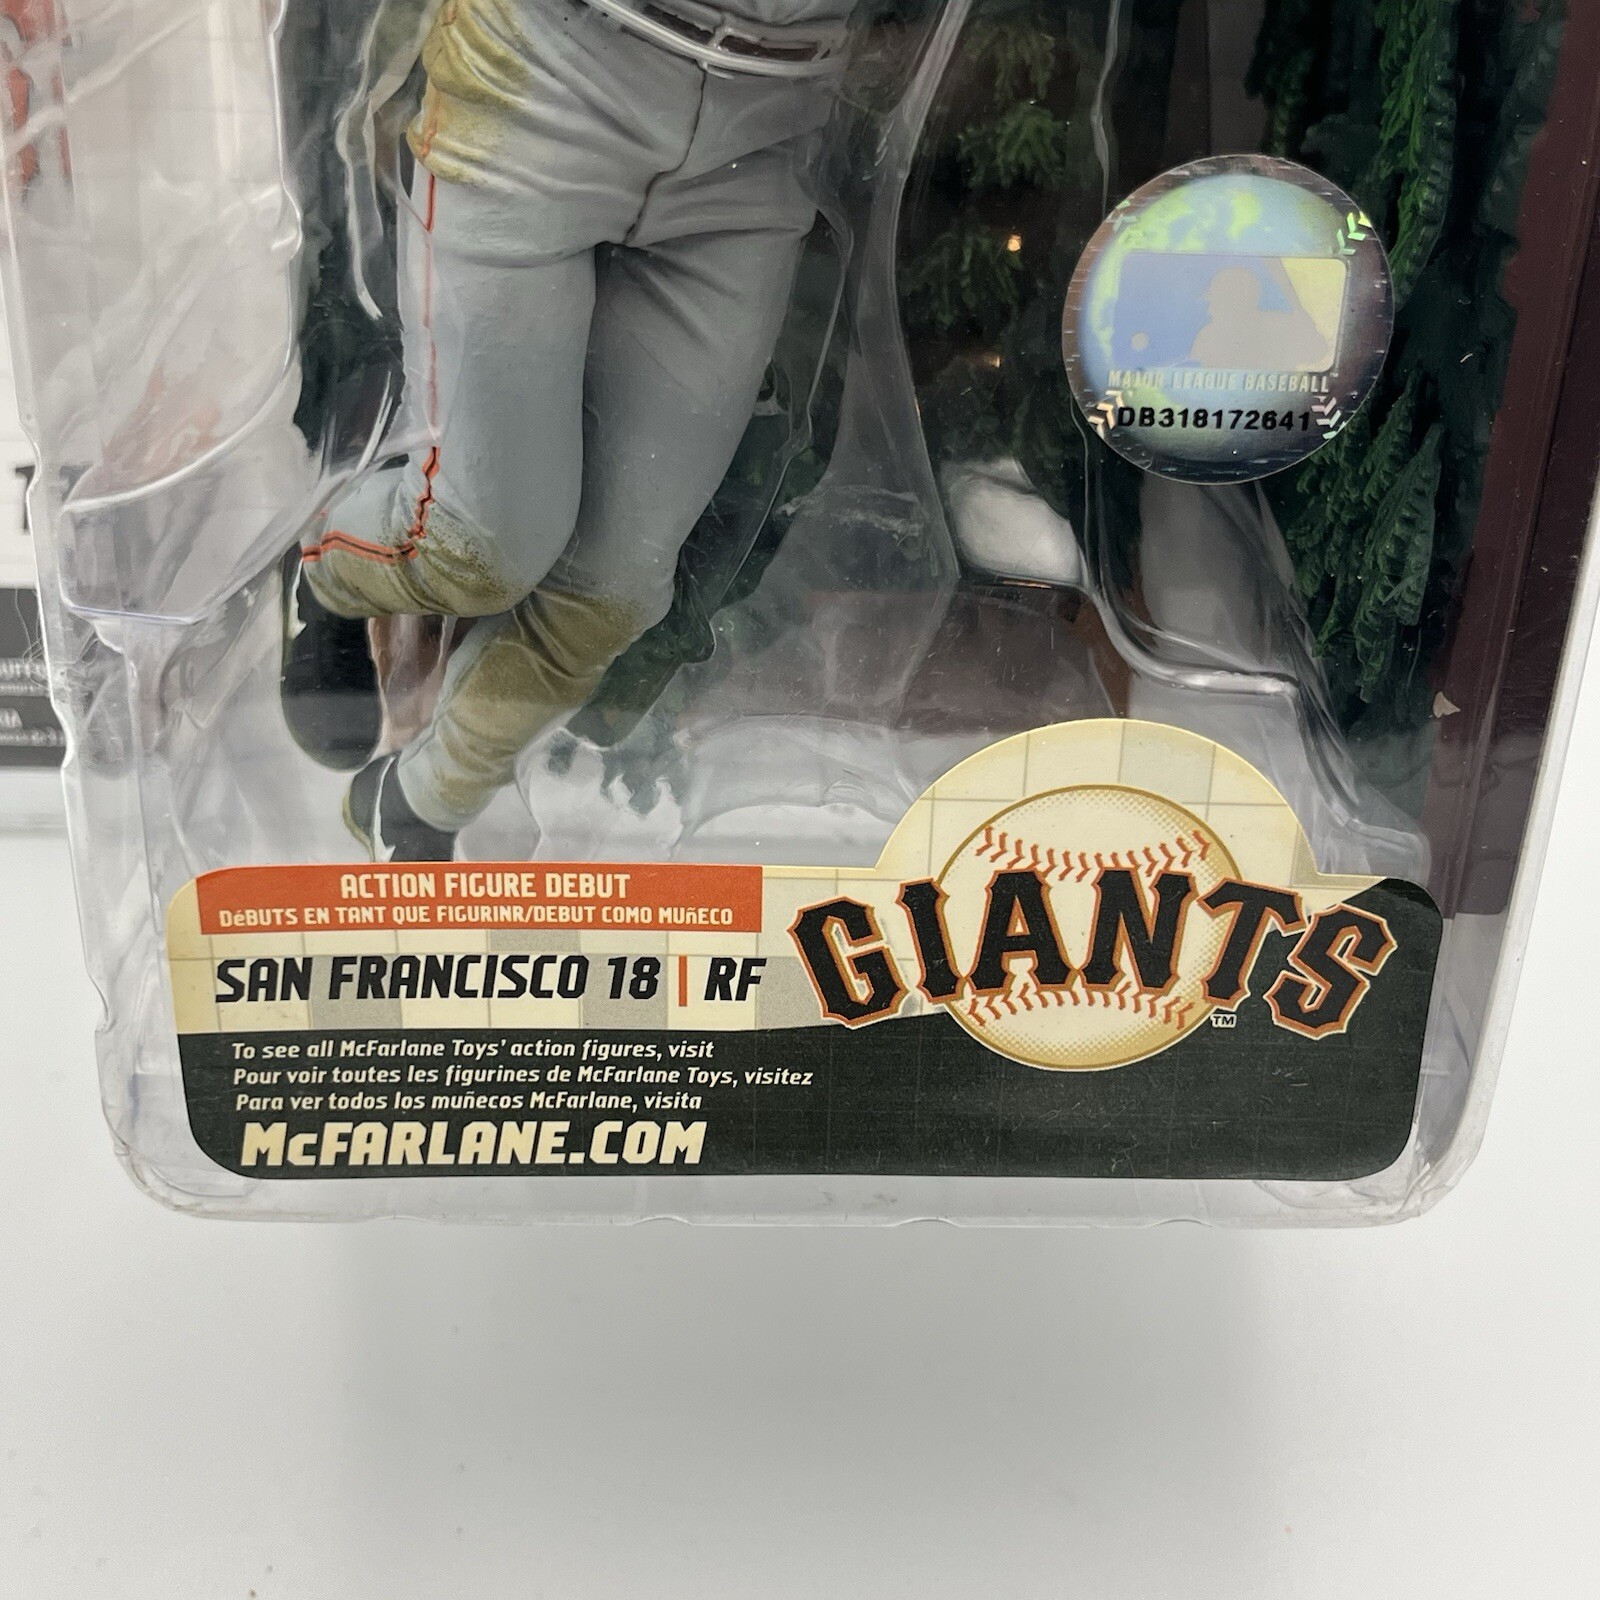 MAJOR LEAGUE BASEBALL
DB318172641
ACTION FIGURE DEBUT
DéBUTS EN TANT QUE FIGURINR/DEBUT COMO MUñECO
SAN FRANCISCO 18 | RF
GIANTS
TM
To see all McFarlane Toys' action figures, visit
Pour voir toutes les figurines de McFarlane Toys, visitez
Para ver todos los muñecos McFarlane, visita
McFARLANE.COM